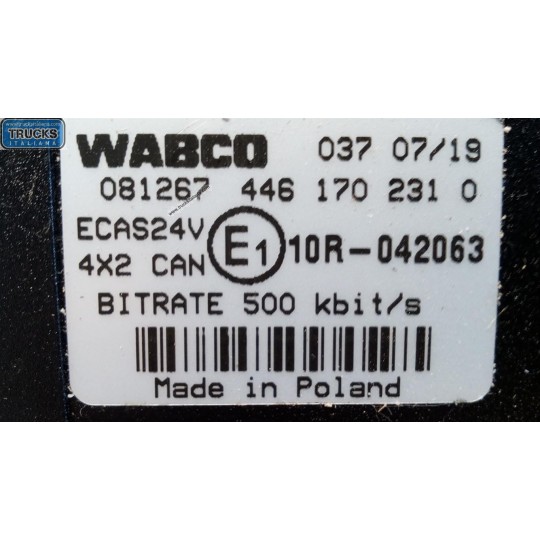 TRUCKS
ITALIANA
WABCO 037 07/19
081267 446 170 231 0
ECAS24V
4X2 CAN
E1 10R-042063
BITRATE 500 kbit/s
Made in Poland